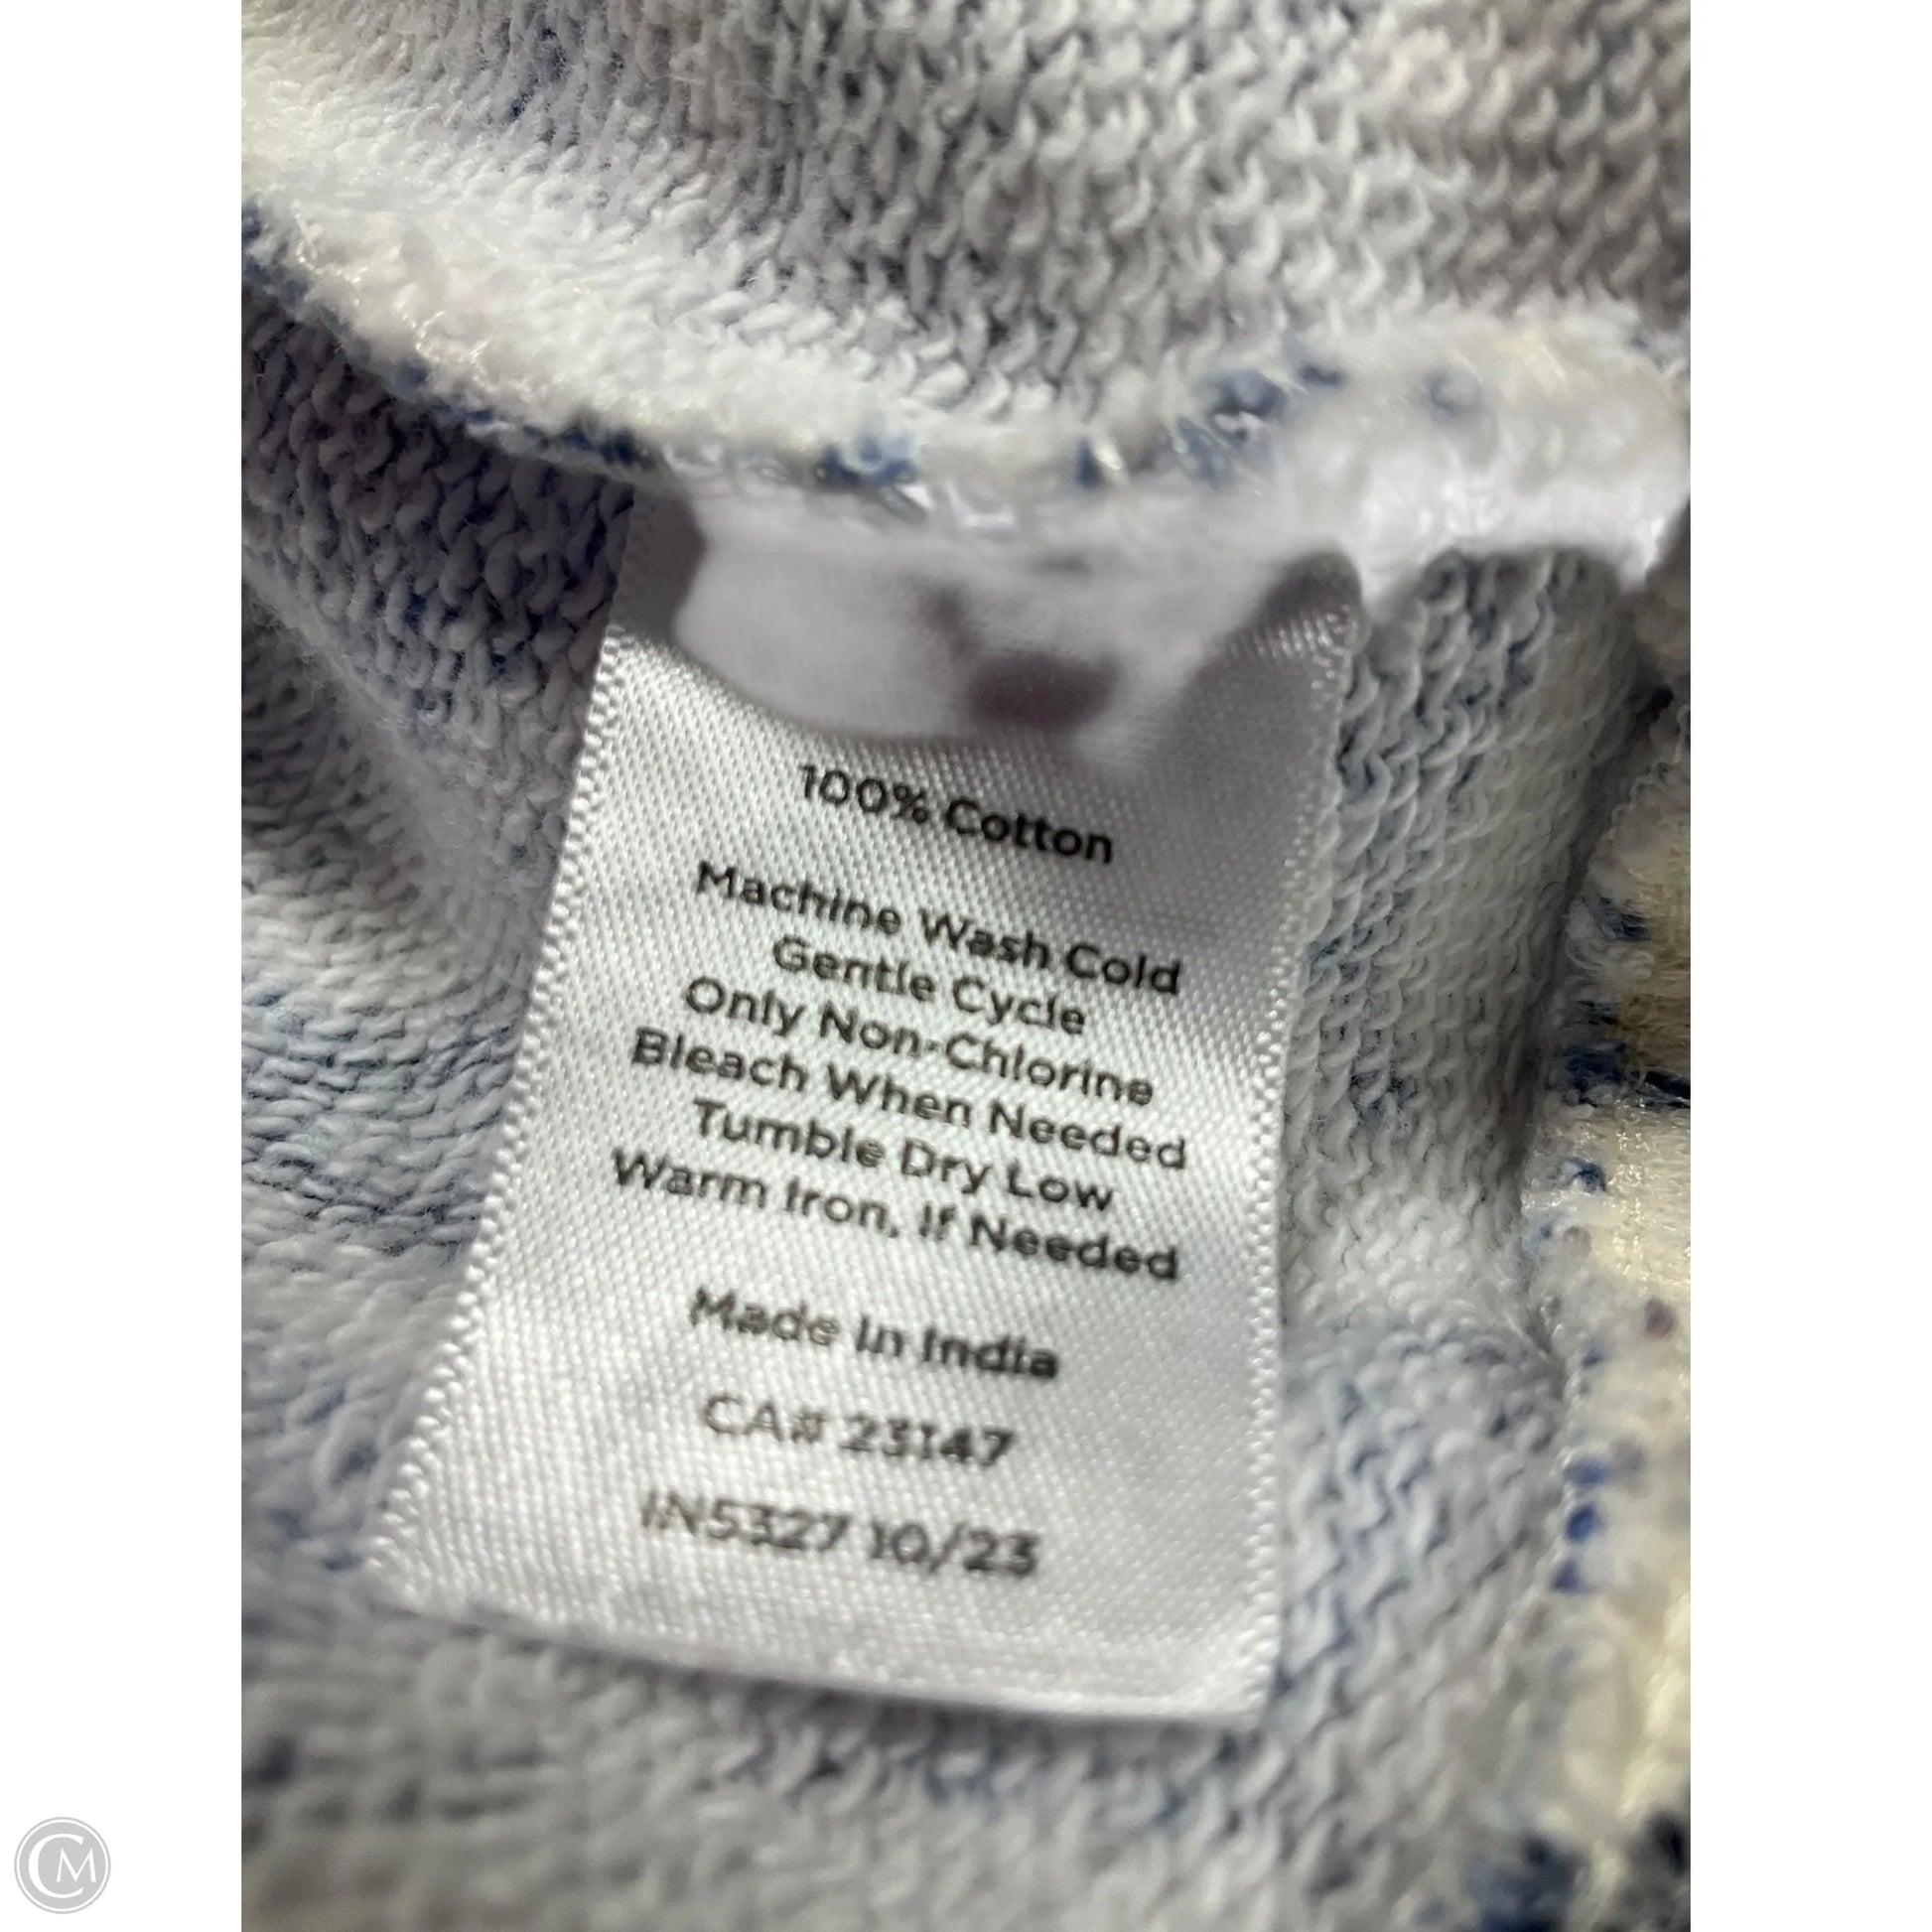 100% Cotton
Machine Wash Cold
Gentle Cycle
Only Non-Chlorine
Bleach When Needed
Tumble Dry Low
Warm Iron, If Needed
Made In India
CA# 23147
IN5327 10/23
CM